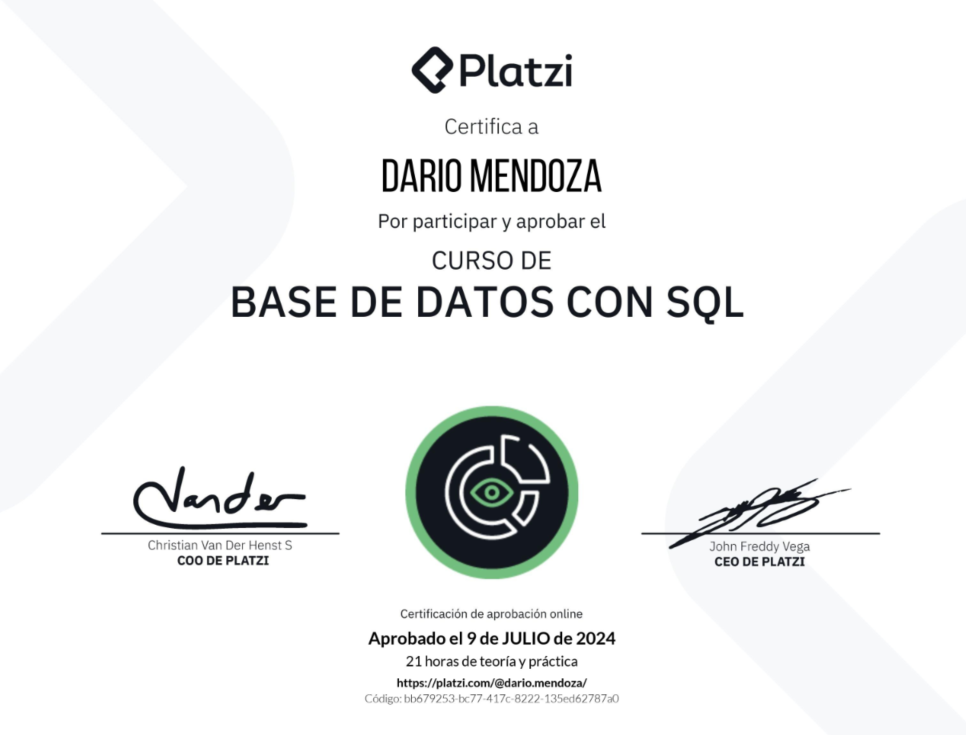 Platzi
Certifica a
DARIO MENDOZA
Por participar y aprobar el
CURSO DE
BASE DE DATOS CON SQL
Vander
Christian Van Der Henst S
COO DE PLATZI
John Freddy Vega
CEO DE PLATZI
Certificación de aprobación online
Aprobado el 9 de JULIO de 2024
21 horas de teoría y práctica
https://platzi.com/@dario.mendoza/
Código: bb679253-bc77-417c-8222-135ed62787a0